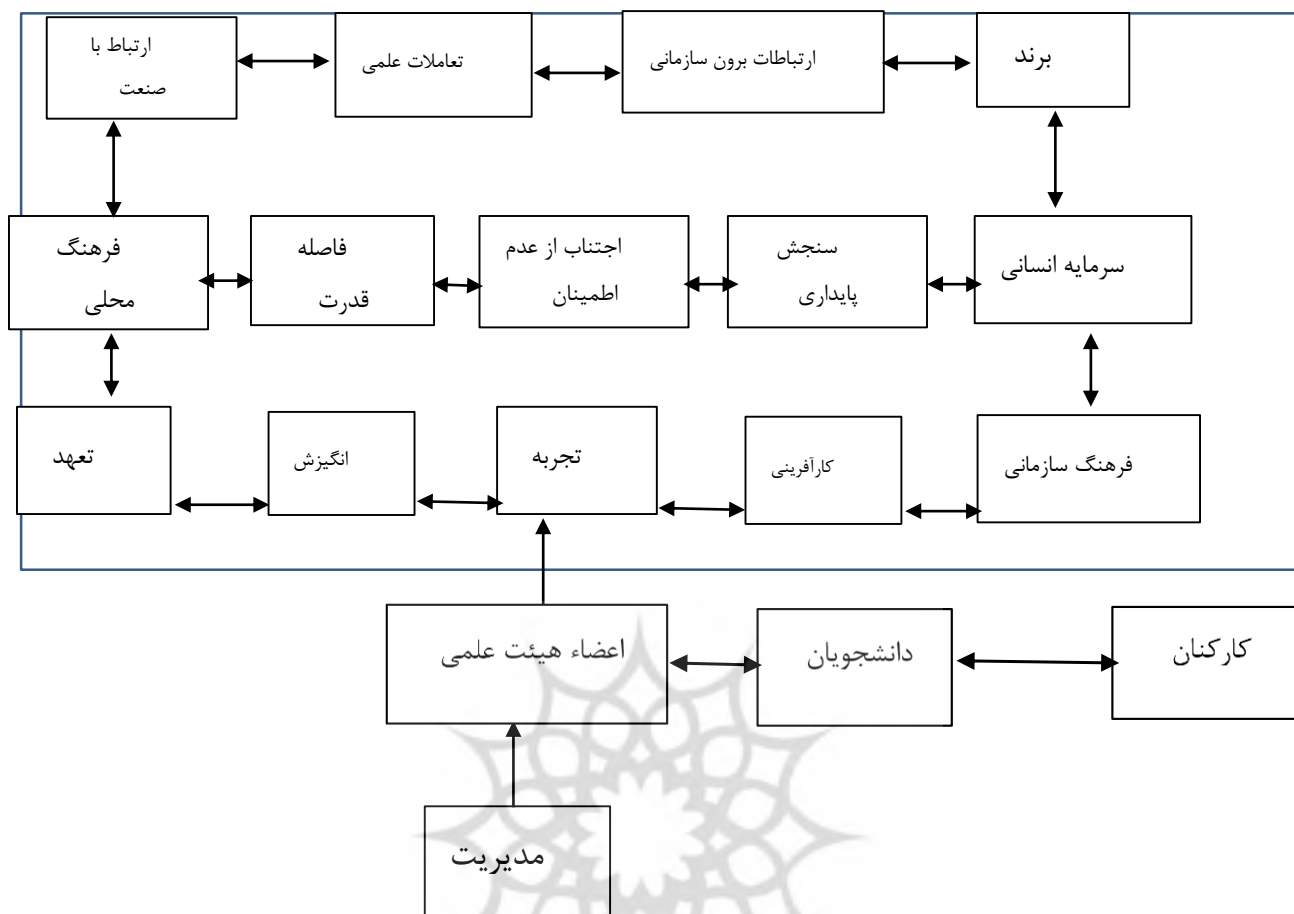 برند
ارتباطات برون سازمانی
تعاملات علمی
ارتباط با
صنعت
سرمایه انسانی
سنجش
پایداری
اجتناب از عدم
اطمینان
فاصله
قدرت
فرهنگ
محلی
فرهنگ سازمانی
کارآفرینی
تجربه
انگیزش
تعهد
کارکنان
دانشجویان
اعضاء هیئت علمی
مدیریت